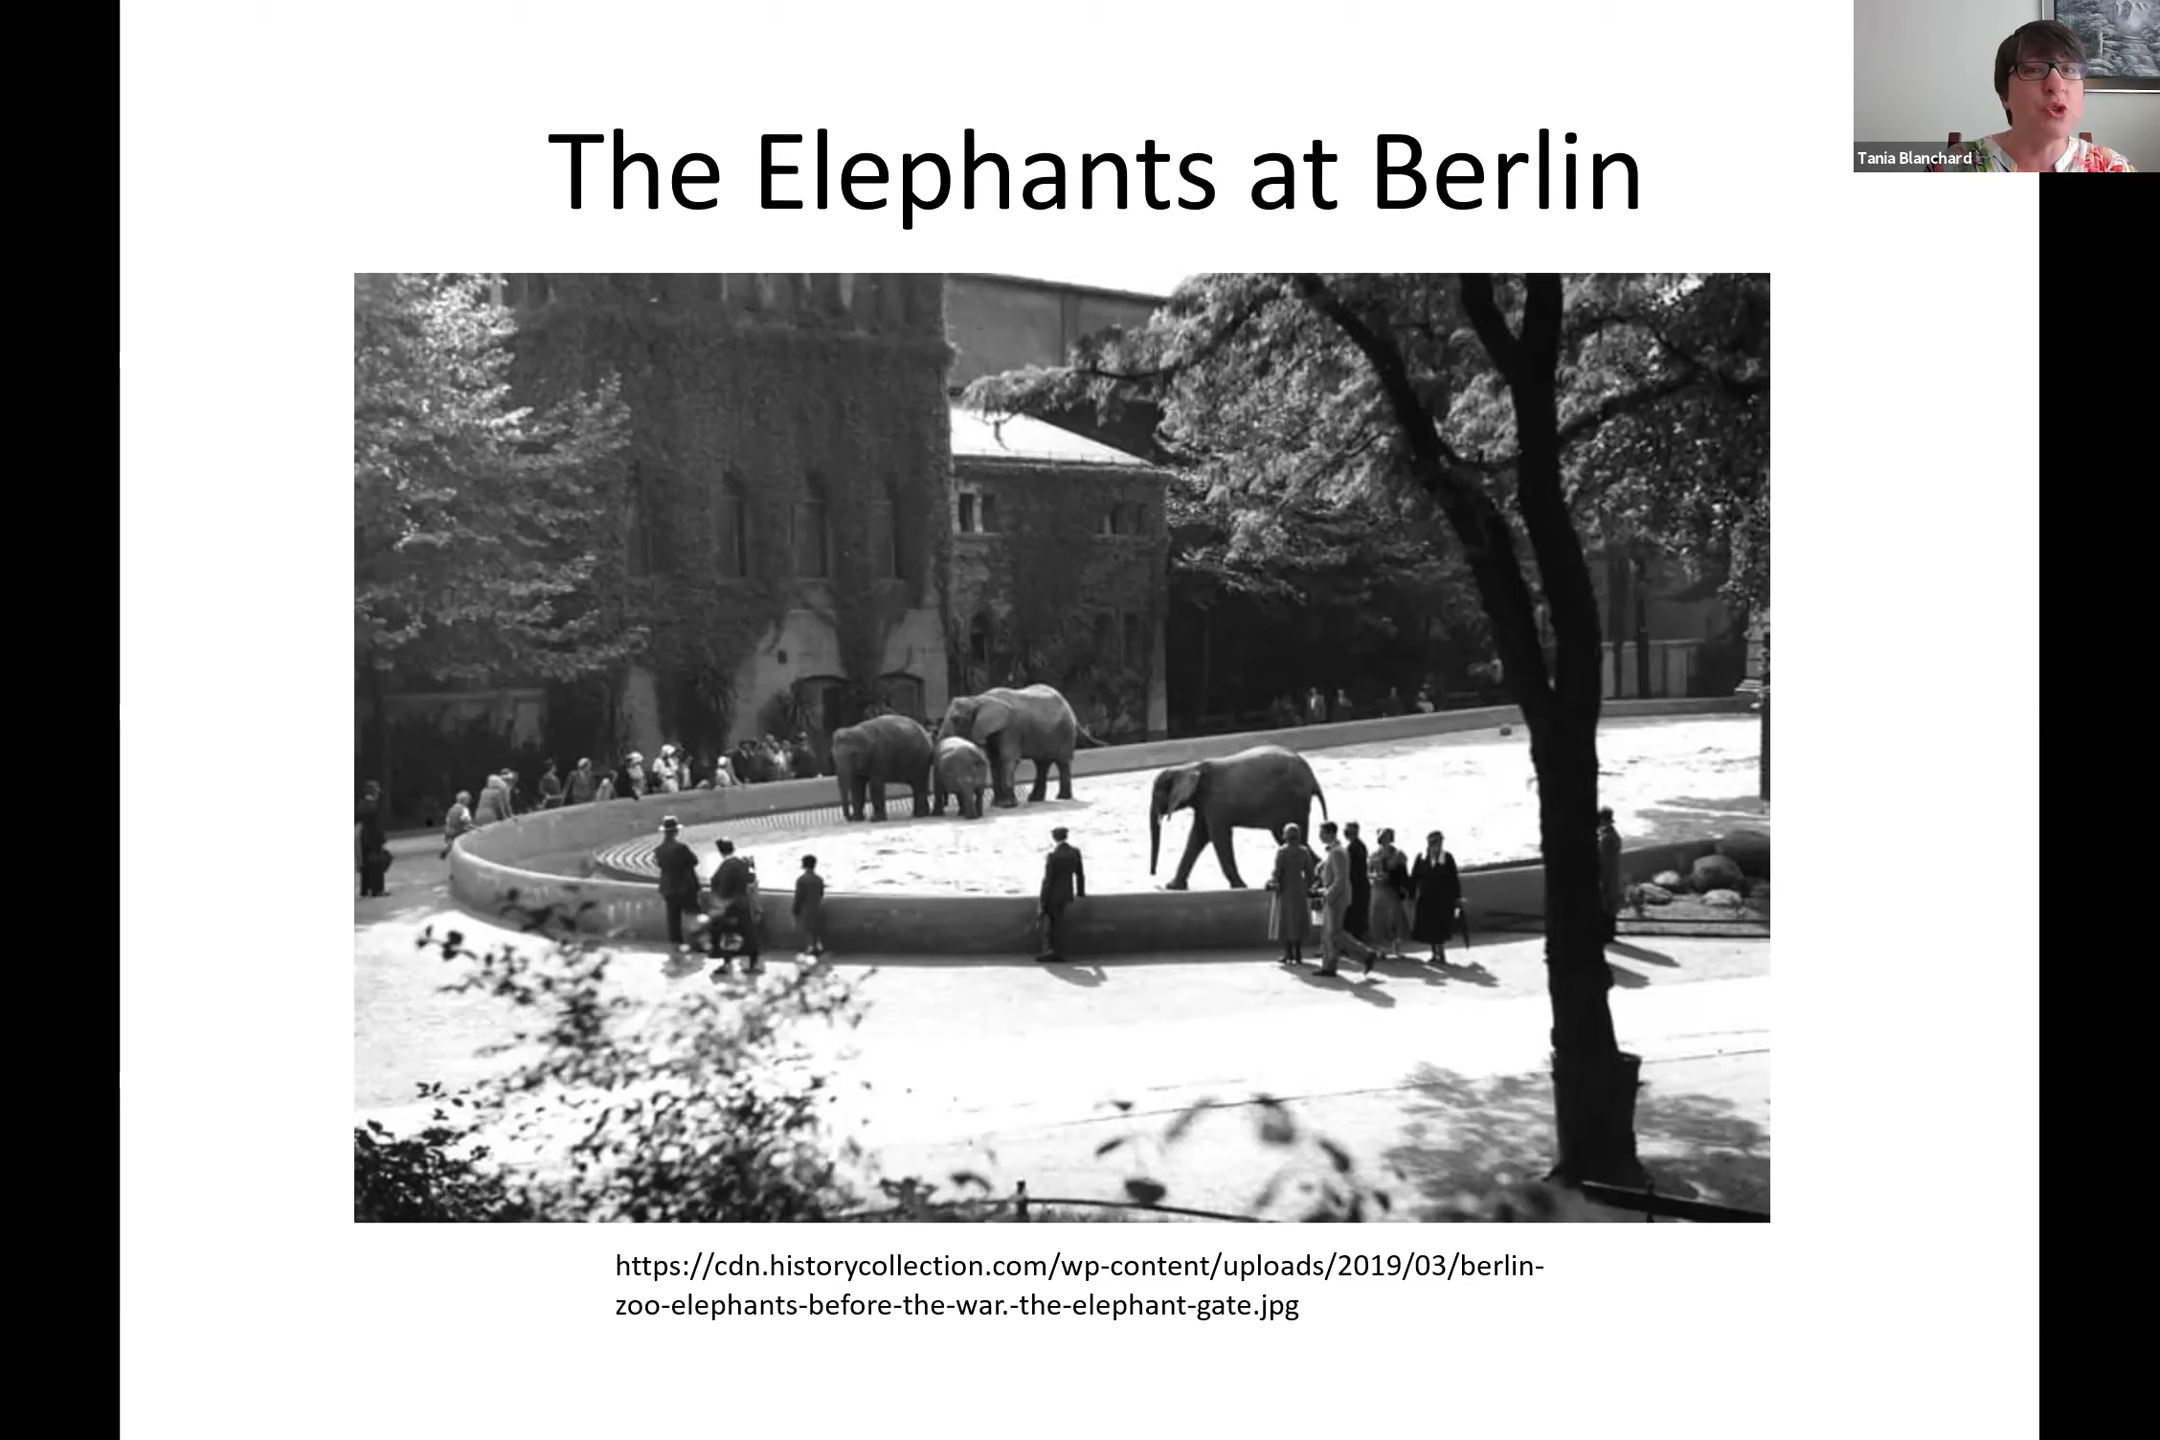 The Elephants at Berlin
Tania Blanchard
https://cdn.historycollection.com/wp-content/uploads/2019/03/berlin-
zoo-elephants-before-the-war.-the-elephant-gate.jpg